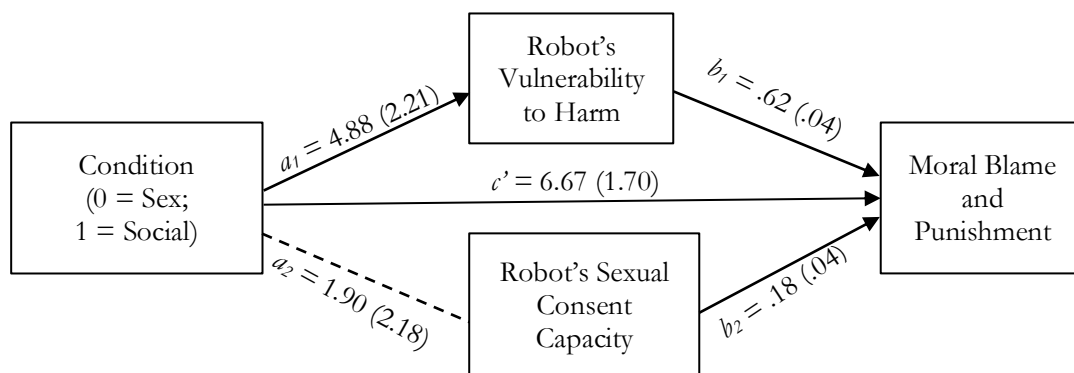 Robot's
Vulnerability
to Harm
b₁ = .62 (.04)
a₁ = 4.88 (2.21)
Condition
(0 = Sex;
1 = Social)
c' = 6.67 (1.70)
Moral Blame
and
Punishment
a₂ = 1.90 (2.18)
Robot's Sexual
Consent
Capacity
b₂ = .18 (.04)